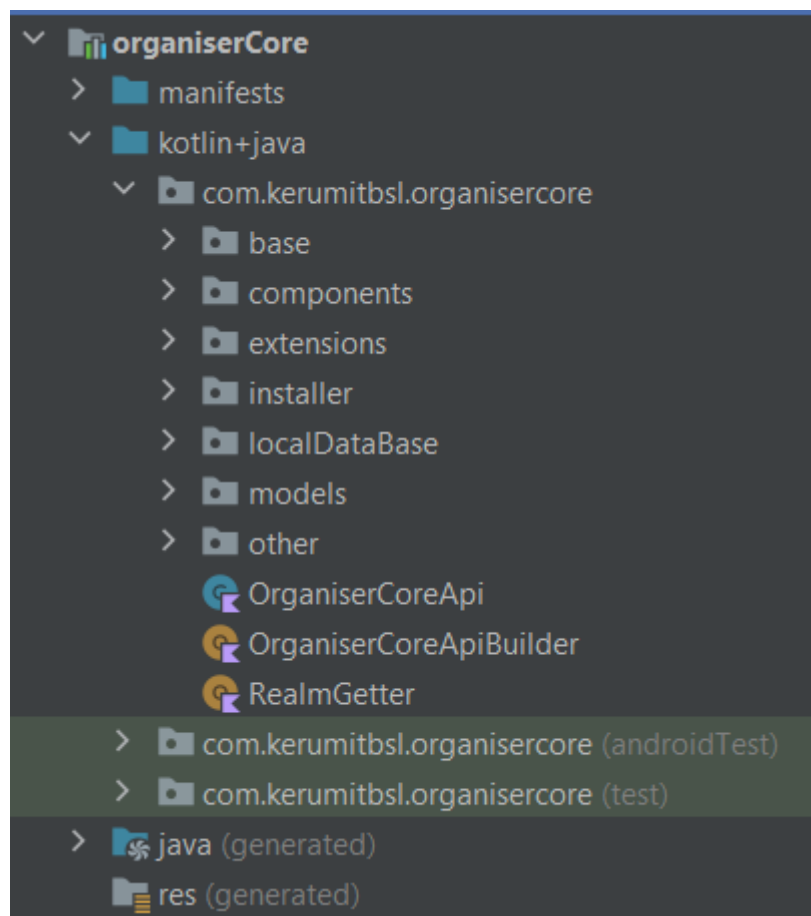 organiserCore
manifests
kotlin+java
com.kerumitbsl.organisercore
base
components
extensions
installer
localDataBase
models
other
OrganiserCoreApi
OrganiserCoreApiBuilder
RealmGetter
com.kerumitbsl.organisercore (androidTest)
com.kerumitbsl.organisercore (test)
java (generated)
res (generated)